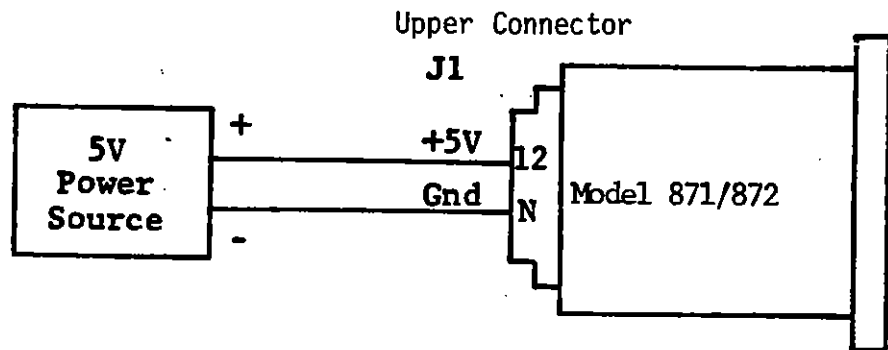 Upper Connector
J1
5V
Power
Source
+
-
+5V
Gnd
12
N
Model 871/872